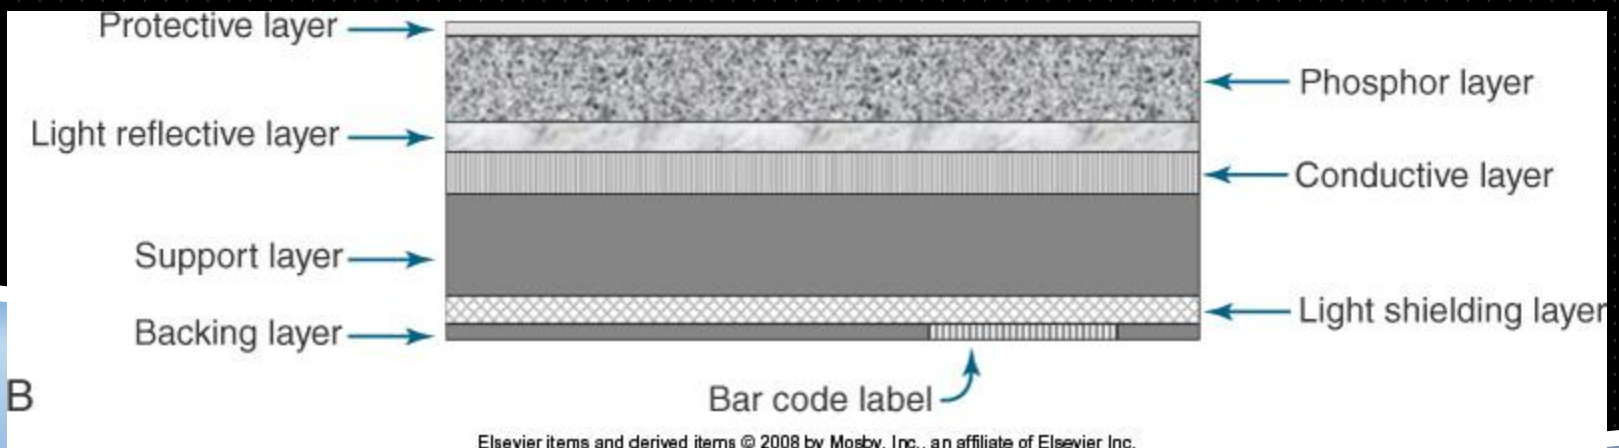 Protective layer
Phosphor layer
Light reflective layer
Conductive layer
Support layer
Light shielding layer
Backing layer
Bar code label
B
Elsevier items and derived items © 2008 by Mosby, Inc., an affiliate of Elsevier Inc.